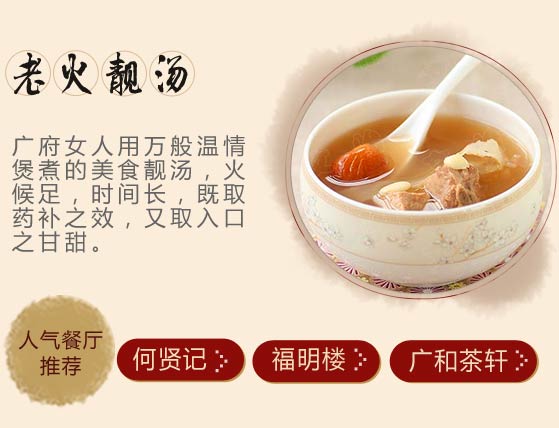 老火靓汤
广府女人用万般温情
煲煮的美食靓汤，火
候足，时间长，既取
药补之效，又取入口
之甘甜。
人气餐厅
推荐
何贤记
福明楼
广和茶轩